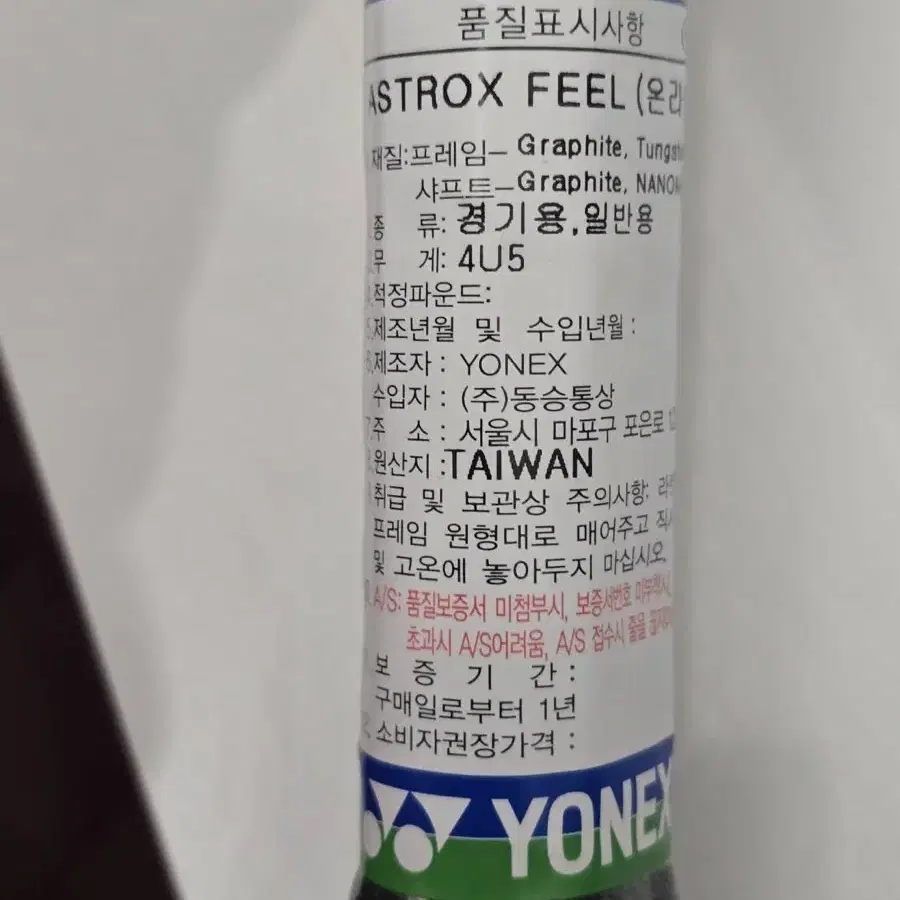 품질표시사항
ASTROX FEEL (온라
재질:프레임– Graphite, Tungst
샤프트–Graphite, NANOM
종 류: 경기용,일반용
무 게: 4U5
적정파운드:
제조년월 및 수입년월 :
제조자 : YONEX
수입자 : (주)동승통상
주 소 : 서울시 마포구 포은로
원산지 :TAIWAN
취급 및 보관상 주의사항: 라
프레임 원형대로 매어주고 직사
및 고온에 놓아두지 마십시오.
A/S: 품질보증서 미첨부시, 보증서번호
초과시 A/S어려움, A/S 접수시 줄을
보 증 기 간 :
구매일로부터 1년
소비자권장가격 :
YONEX